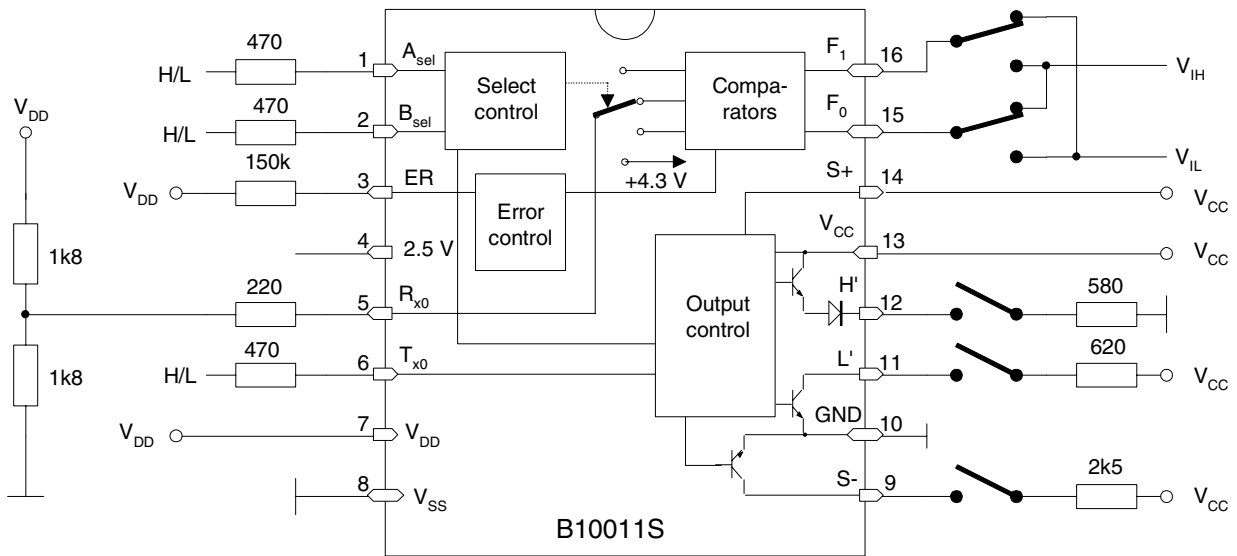 470
1
A_sel
H/L
Select
control
Compa-
rators
F_1
16
V_IH
V_DD
470
2
B_sel
H/L
F_0
15
150k
3
ER
V_DD
+4.3 V
V_IL
S+
14
V_CC
Error
control
4
2.5 V
V_CC
13
V_CC
1k8
220
5
R_x0
Output
control
H'
12
580
470
6
T_x0
H/L
1k8
L'
11
620
V_CC
7
V_DD
V_DD
GND
10
8
V_SS
S-
9
2k5
V_CC
B10011S